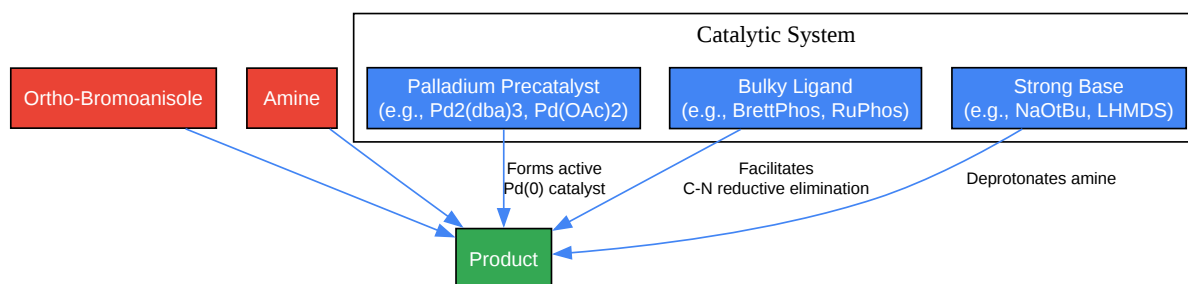 Catalytic System
Ortho-Bromoanisole
Amine
Palladium Precatalyst
(e.g., Pd2(dba)3, Pd(OAc)2)
Bulky Ligand
(e.g., BrettPhos, RuPhos)
Strong Base
(e.g., NaOtBu, LHMDS)
Forms active
Pd(0) catalyst
Facilitates
C-N reductive elimination
Deprotonates amine
Product